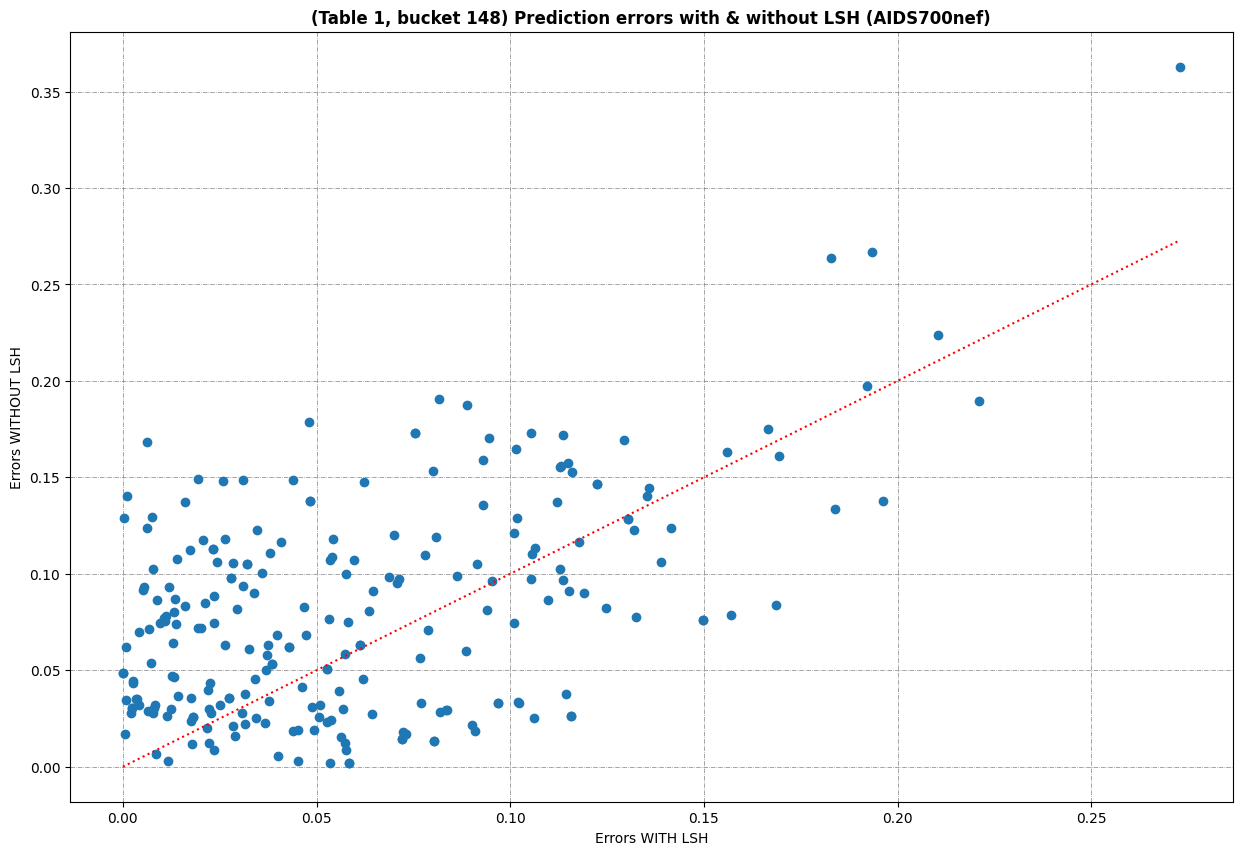 (Table 1, bucket 148) Prediction errors with & without LSH (AIDS700nef)
Errors WITHOUT LSH
0.35
0.30
0.25
0.20
0.15
0.10
0.05
0.00
0.00 0.05 0.10 0.15 0.20 0.25
Errors WITH LSH